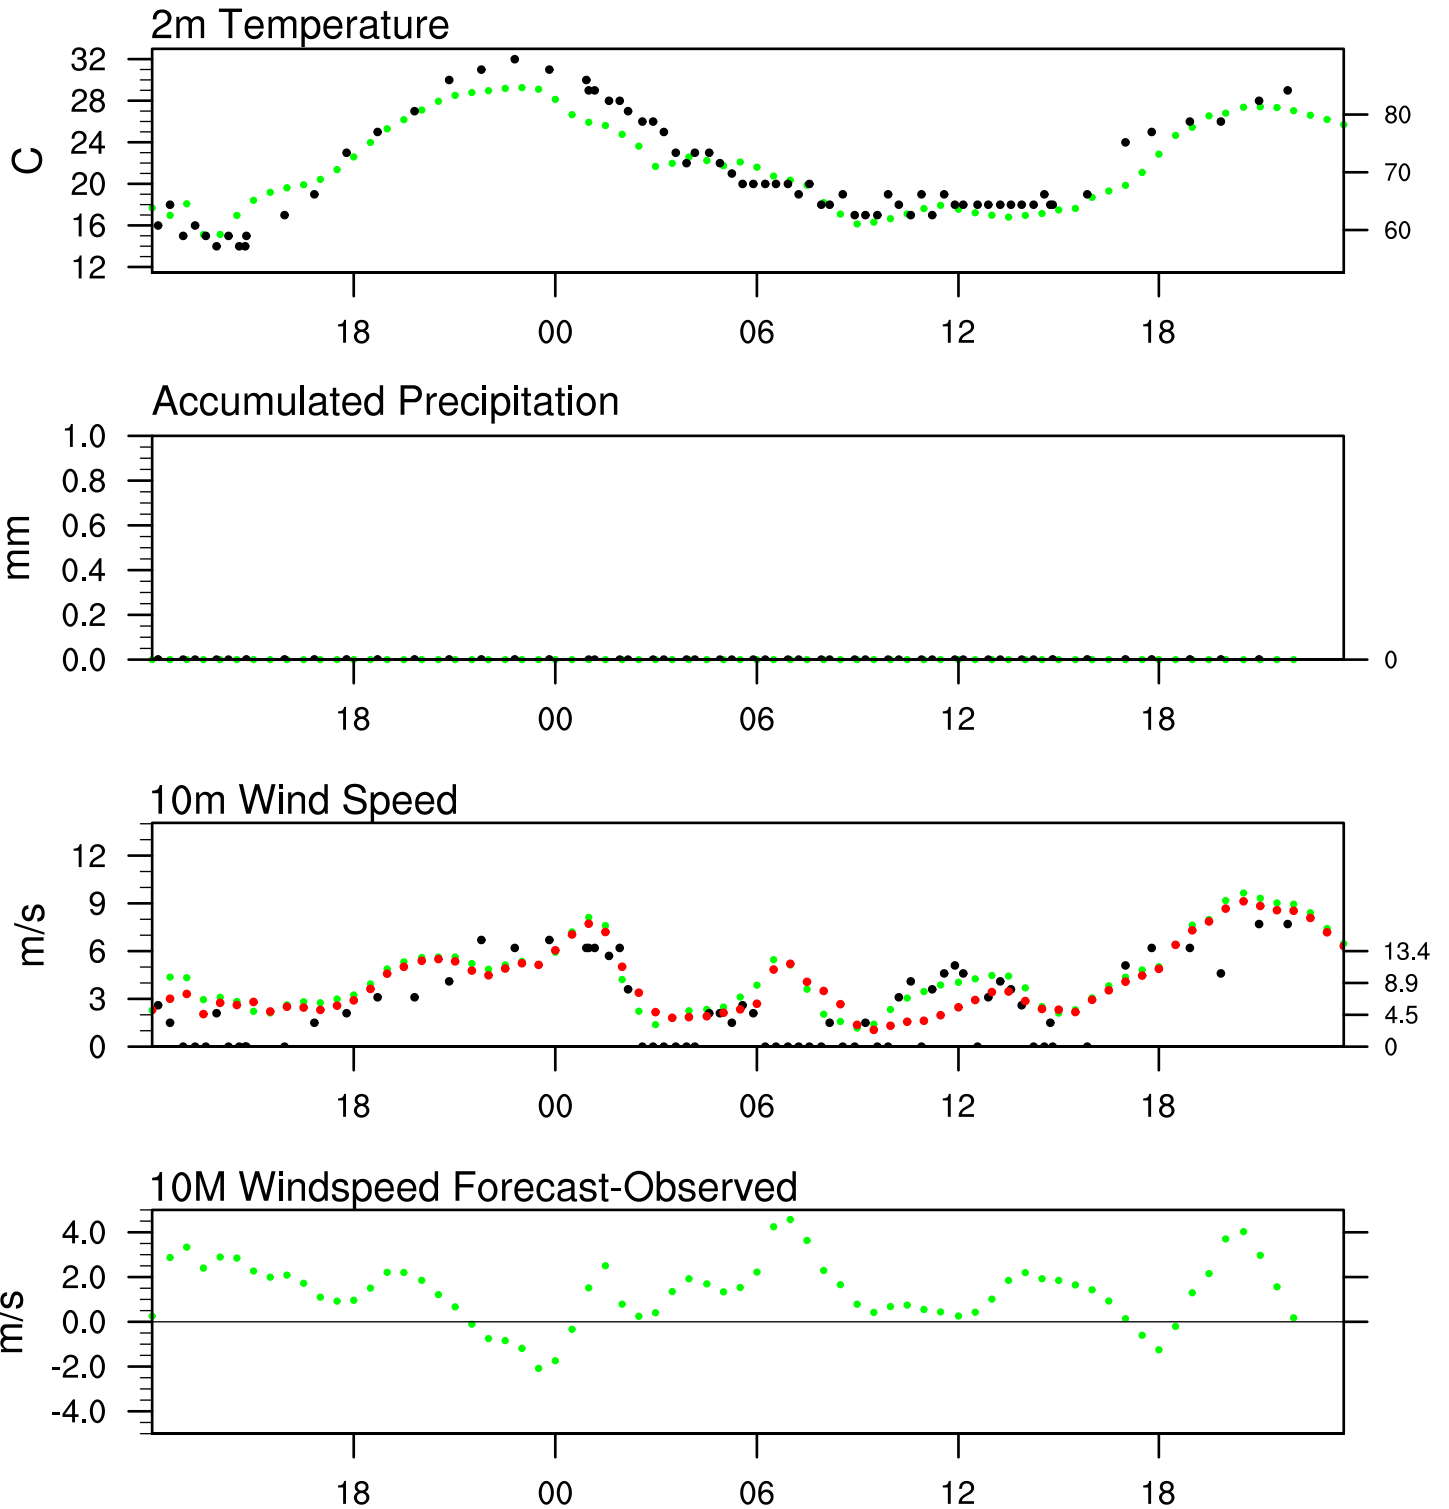 2m Temperature
32
28
24
20
16
12
C
80
70
60
18 00 06 12 18
Accumulated Precipitation
1.0
0.8
0.6
0.4
0.2
0.0
mm
0
18 00 06 12 18
10m Wind Speed
12
9
6
3
0
m/s
13.4
8.9
4.5
0
18 00 06 12 18
10M Windspeed Forecast-Observed
4.0
2.0
0.0
-2.0
-4.0
m/s
18 00 06 12 18